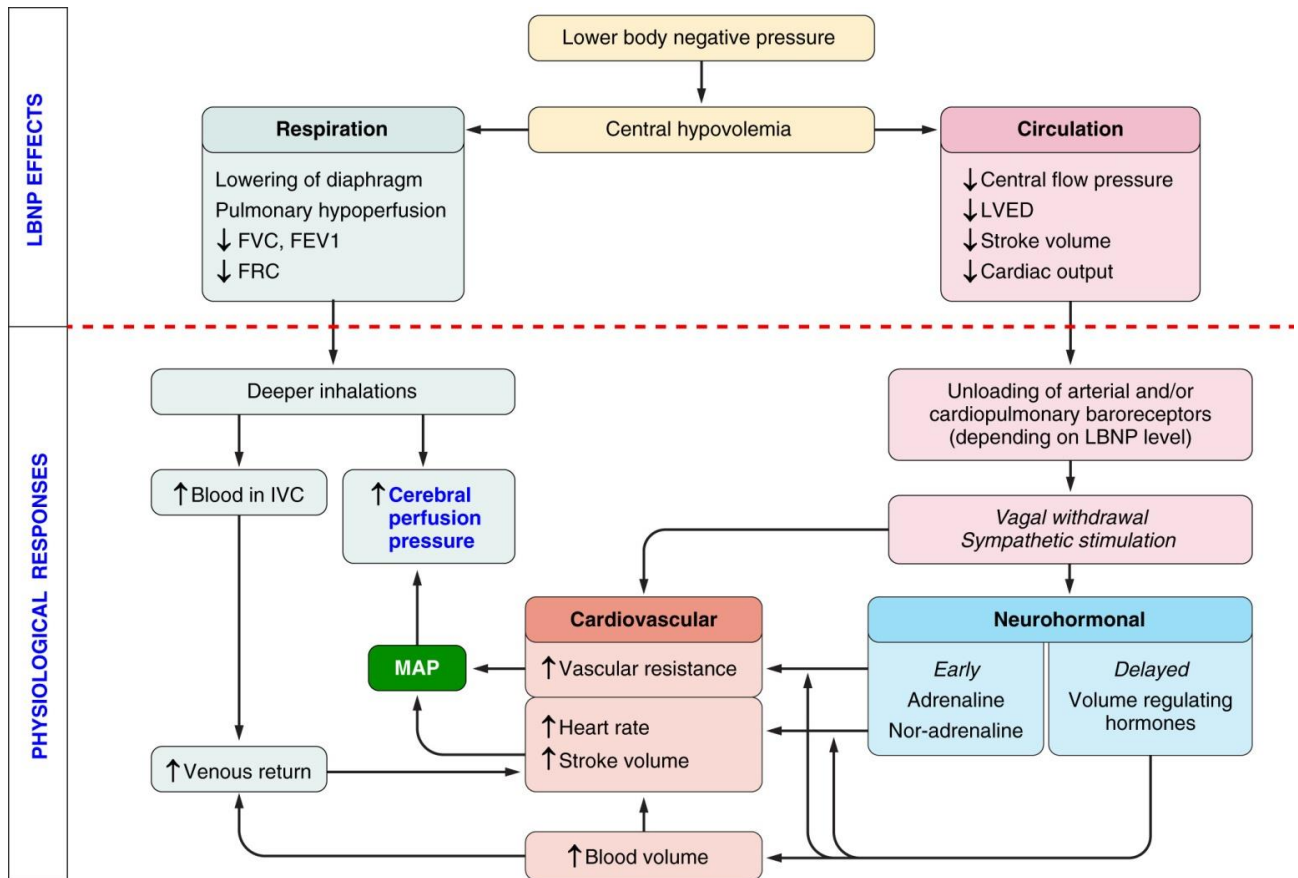 LBNP EFFECTS
Lower body negative pressure
Central hypovolemia
Respiration
Lowering of diaphragm
Pulmonary hypoperfusion
↓ FVC, FEV1
↓ FRC
Circulation
↓ Central flow pressure
↓ LVED
↓ Stroke volume
↓ Cardiac output
PHYSIOLOGICAL RESPONSES
Deeper inhalations
↑ Blood in IVC
↑ Cerebral
perfusion
pressure
Unloading of arterial and/or
cardiopulmonary baroreceptors
(depending on LBNP level)
Vagal withdrawal
Sympathetic stimulation
Cardiovascular
↑ Vascular resistance
↑ Heart rate
↑ Stroke volume
MAP
Neurohormonal
Early
Adrenaline
Nor-adrenaline
Delayed
Volume regulating
hormones
↑ Venous return
↑ Blood volume